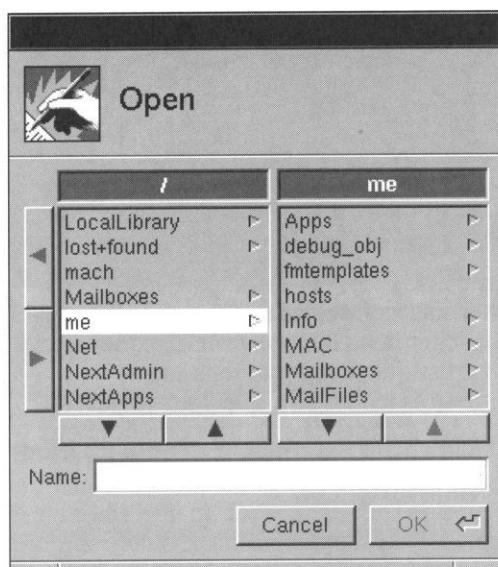 Open
/
me
LocalLibrary
lost+found
mach
Mailboxes
me
Net
NextAdmin
NextApps
Apps
debug_obj
fmtemplates
hosts
Info
MAC
Mailboxes
MailFiles
Name:
Cancel
OK